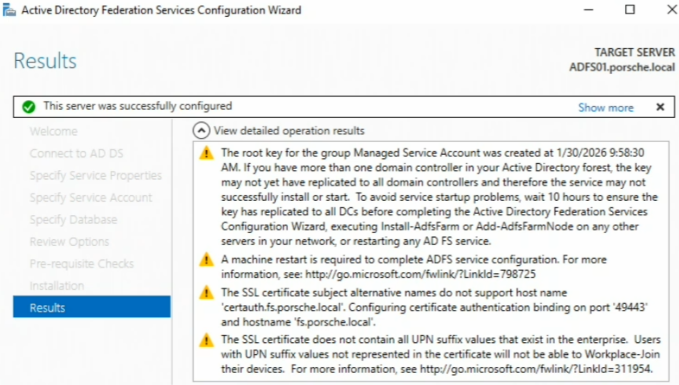 Active Directory Federation Services Configuration Wizard
Results
TARGET SERVER
ADFS01.porsche.local
This server was successfully configured
Show more
Welcome
Connect to AD DS
Specify Service Properties
Specify Service Account
Specify Database
Review Options
Pre-requisite Checks
Installation
Results
View detailed operation results
The root key for the group Managed Service Account was created at 1/30/2026 9:58:30
AM. If you have more than one domain controller in your Active Directory forest, the key
may not yet have replicated to all domain controllers and therefore the service may not
successfully install or start. To avoid service startup problems, wait 10 hours to ensure the
key has replicated to all DCs before completing the Active Directory Federation Services
Configuration Wizard, executing Install-AdfsFarm or Add-AdfsFarmNode on any other
servers in your network, or restarting any AD FS service.
A machine restart is required to complete ADFS service configuration. For more
information, see: http://go.microsoft.com/fwlink/?LinkId=798725
The SSL certificate subject alternative names do not support host name
'certauth.fs.porsche.local'. Configuring certificate authentication binding on port '49443'
and hostname 'fs.porsche.local'.
The SSL certificate does not contain all UPN suffix values that exist in the enterprise.  Users
with UPN suffix values not represented in the certificate will not be able to Workplace-Join
their devices.  For more information, see http://go.microsoft.com/fwlink/?LinkId=311954.